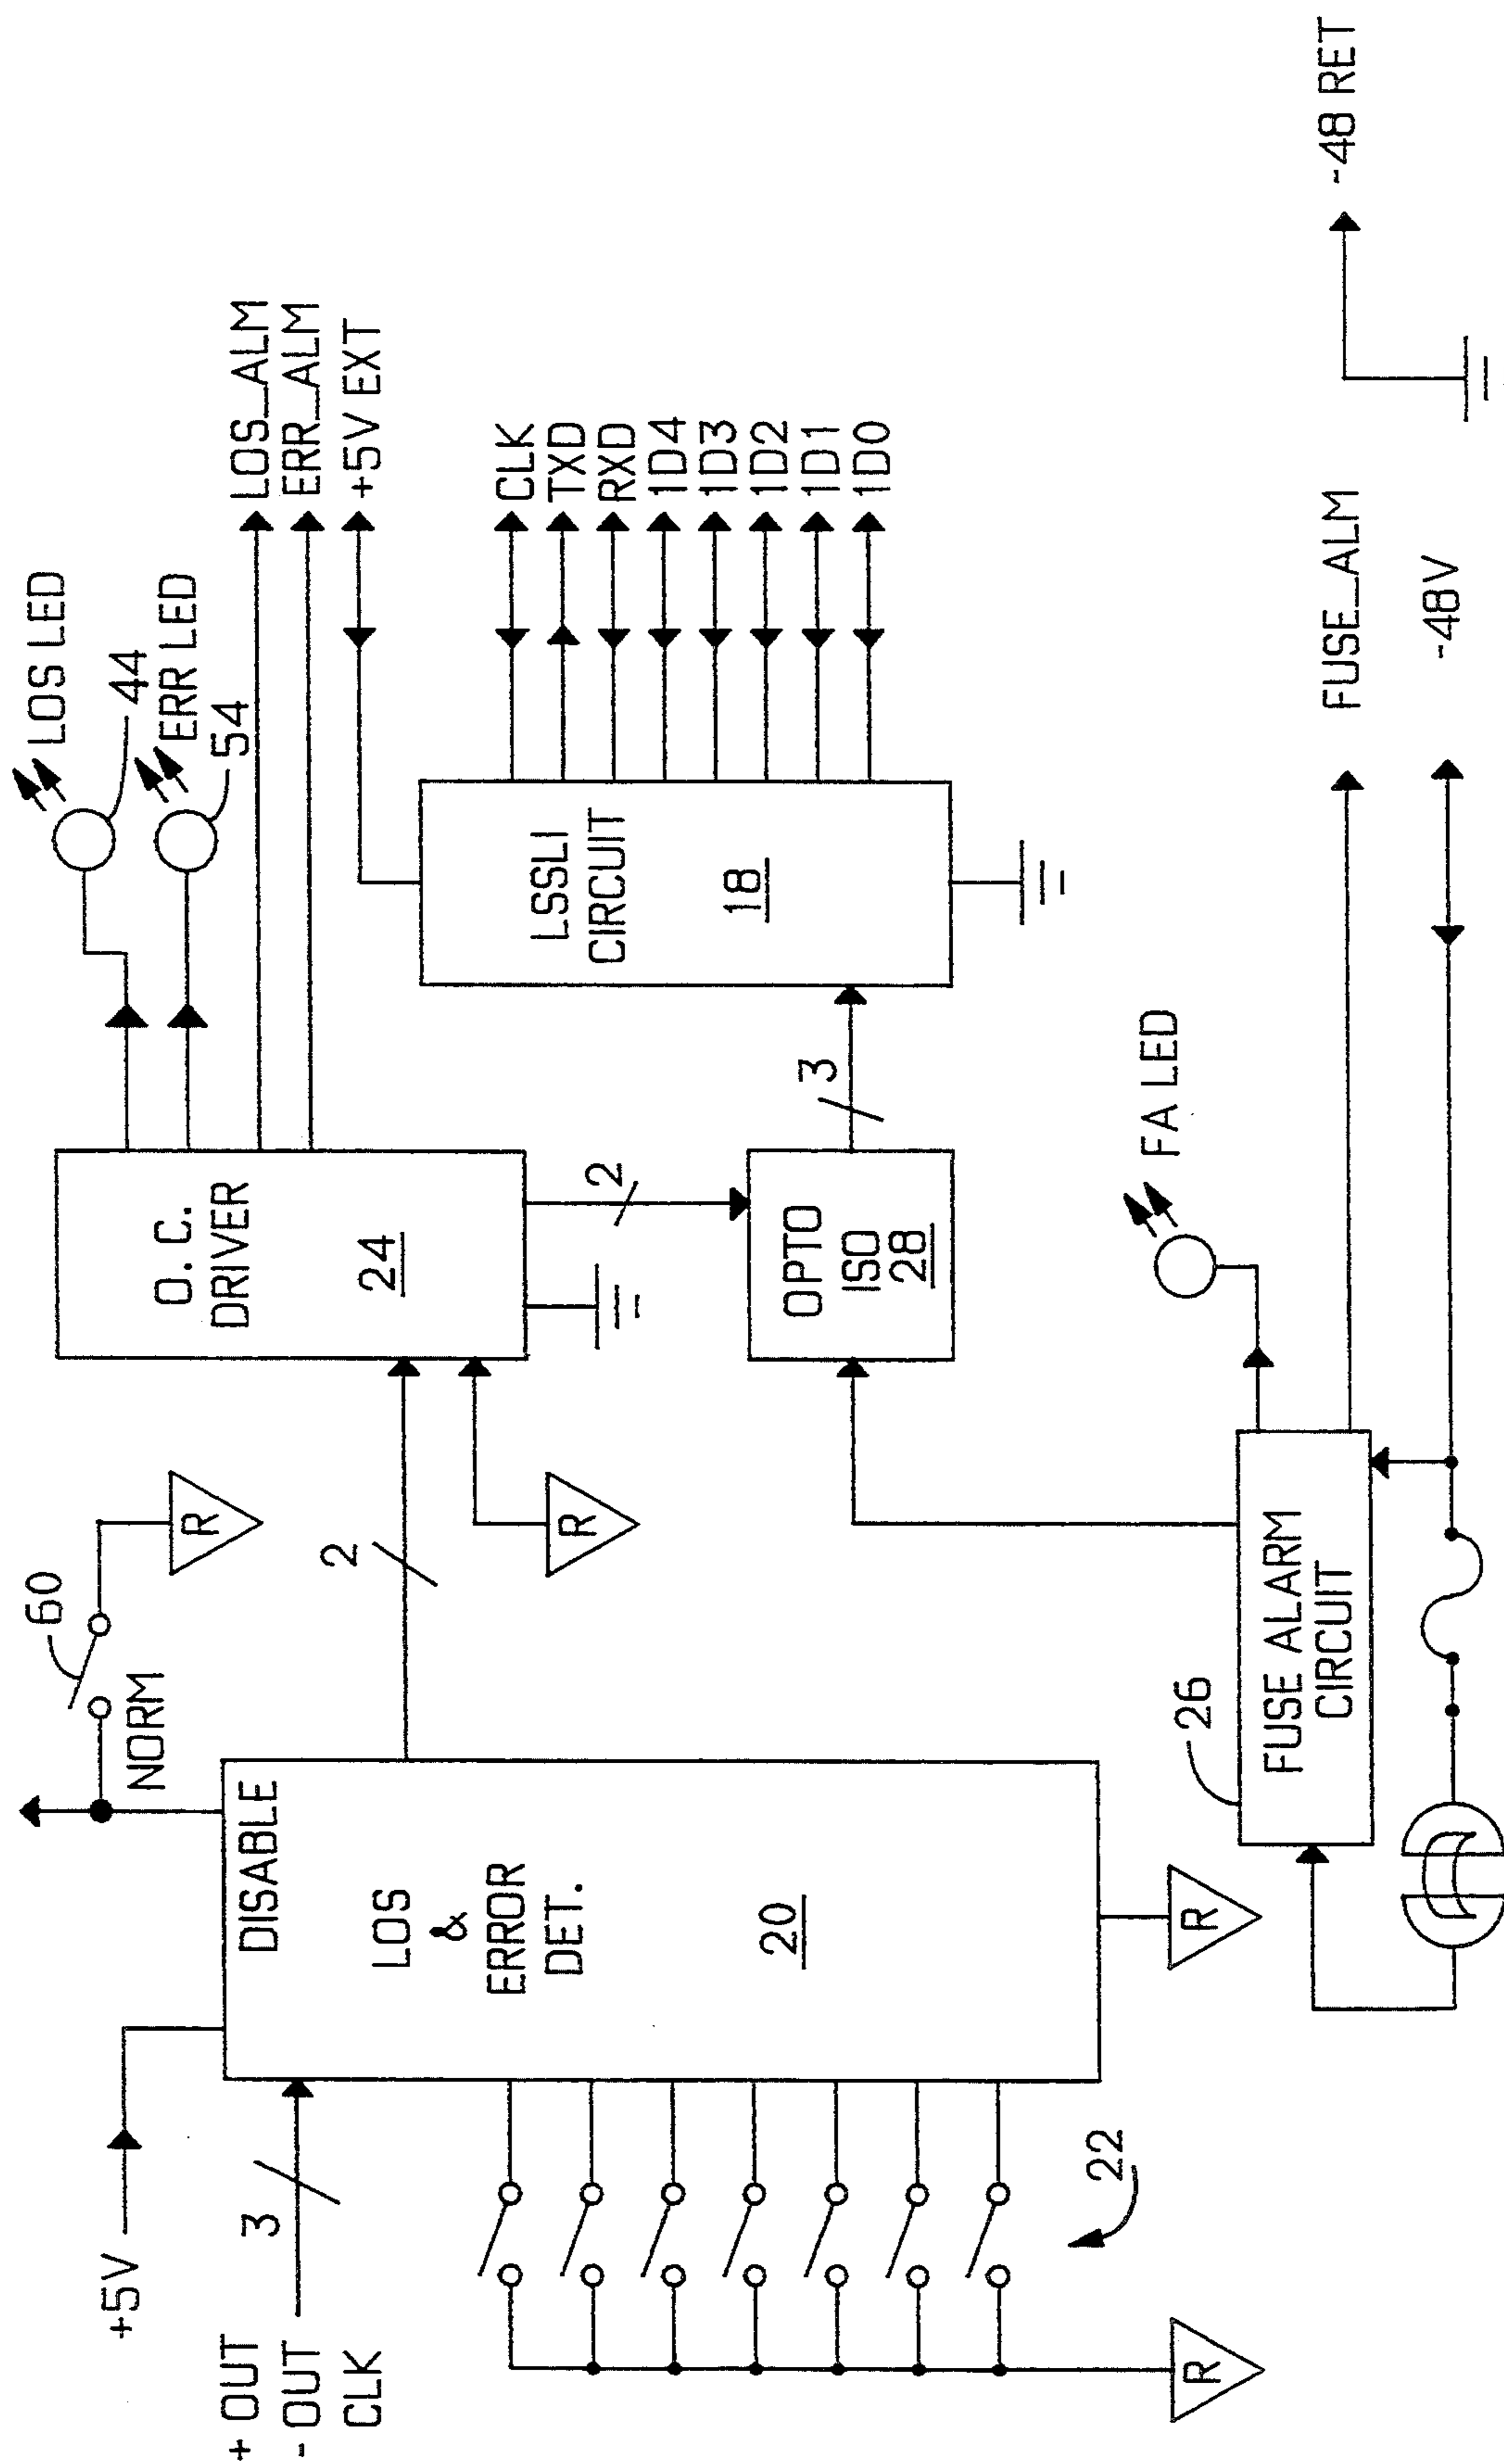 +5V
+ OUT
- OUT
CLK
3
DISABLE
LOS
&
ERROR
DET.
20
22
R
R
NORM
60
R
2
R
O. C.
DRIVER
24
2
OPTO
ISO
28
3
LOS LED
44
ERR LED
54
LOS_ALM
ERR_ALM
+5V EXT
LSSLI
CIRCUIT
18
CLK
TXD
RXD
1D4
1D3
1D2
1D1
1D0
26
FUSE ALARM
CIRCUIT
FA LED
FUSE_ALM
-48V
-48 RET